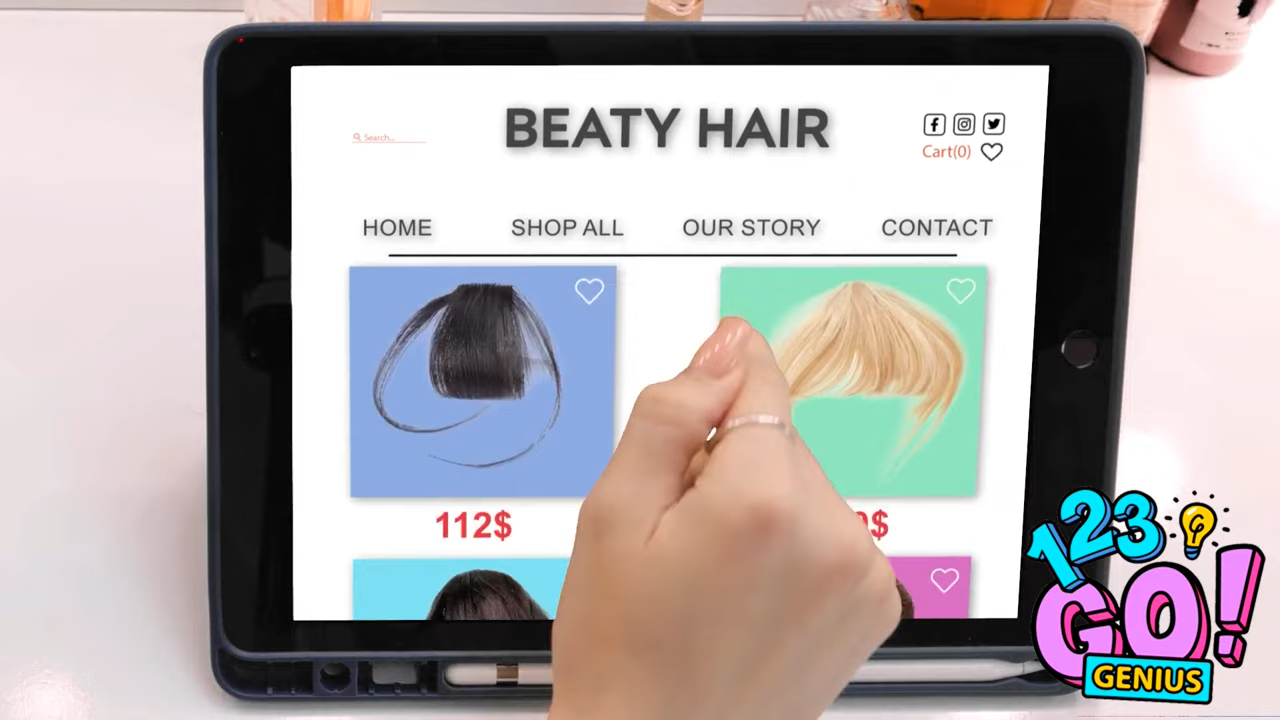 BEATY HAIR
Search...
Cart(0)
HOME SHOP ALL OUR STORY CONTACT
112$
$
123
GO!
GENIUS